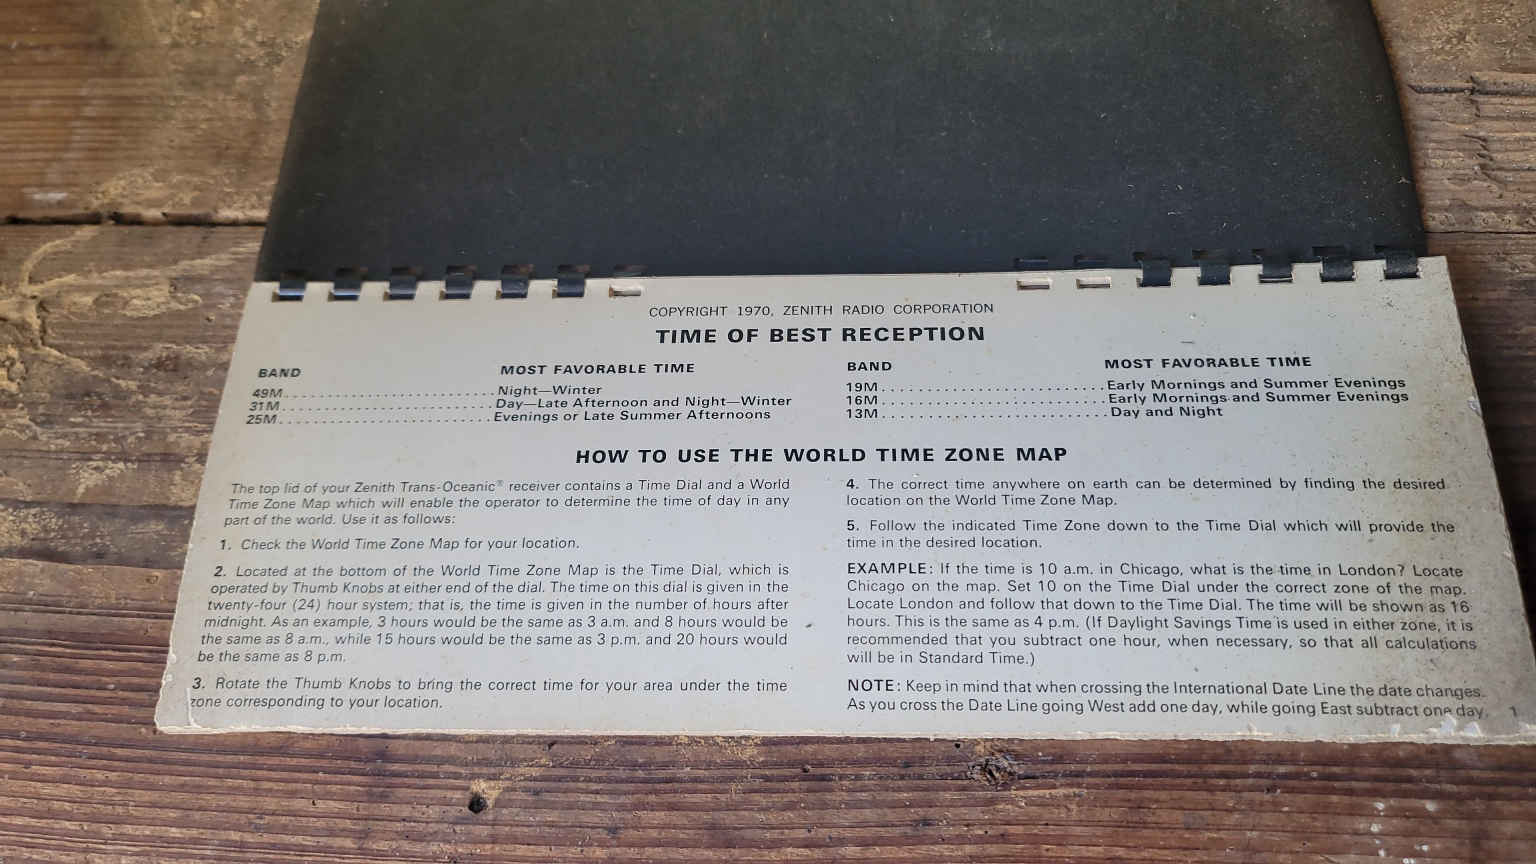 COPYRIGHT 1970, ZENITH RADIO CORPORATION
TIME OF BEST RECEPTION
BAND MOST FAVORABLE TIME
49M........................Night—Winter
31M........................Day—Late Afternoon and Night—Winter
25M........................Evenings or Late Summer Afternoons
BAND MOST FAVORABLE TIME
19M........................Early Mornings and Summer Evenings
16M........................Early Mornings and Summer Evenings
13M........................Day and Night
HOW TO USE THE WORLD TIME ZONE MAP
The top lid of your Zenith Trans-Oceanic® receiver contains a Time Dial and a World
Time Zone Map which will enable the operator to determine the time of day in any
part of the world. Use it as follows:
1. Check the World Time Zone Map for your location.
2. Located at the bottom of the World Time Zone Map is the Time Dial, which is
operated by Thumb Knobs at either end of the dial. The time on this dial is given in the
twenty-four (24) hour system; that is, the time is given in the number of hours after
midnight. As an example, 3 hours would be the same as 3 a.m. and 8 hours would be
the same as 8 a.m., while 15 hours would be the same as 3 p.m. and 20 hours would
be the same as 8 p.m.
3. Rotate the Thumb Knobs to bring the correct time for your area under the time
zone corresponding to your location.
4. The correct time anywhere on earth can be determined by finding the desired
location on the World Time Zone Map.
5. Follow the indicated Time Zone down to the Time Dial which will provide the
time in the desired location.
EXAMPLE: If the time is 10 a.m. in Chicago, what is the time in London? Locate
Chicago on the map. Set 10 on the Time Dial under the correct zone of the map.
Locate London and follow that down to the Time Dial. The time will be shown as 16
hours. This is the same as 4 p.m. (If Daylight Savings Time is used in either zone, it is
recommended that you subtract one hour, when necessary, so that all calculations
will be in Standard Time.)
NOTE: Keep in mind that when crossing the International Date Line the date changes.
As you cross the Date Line going West add one day, while going East subtract one day.
1